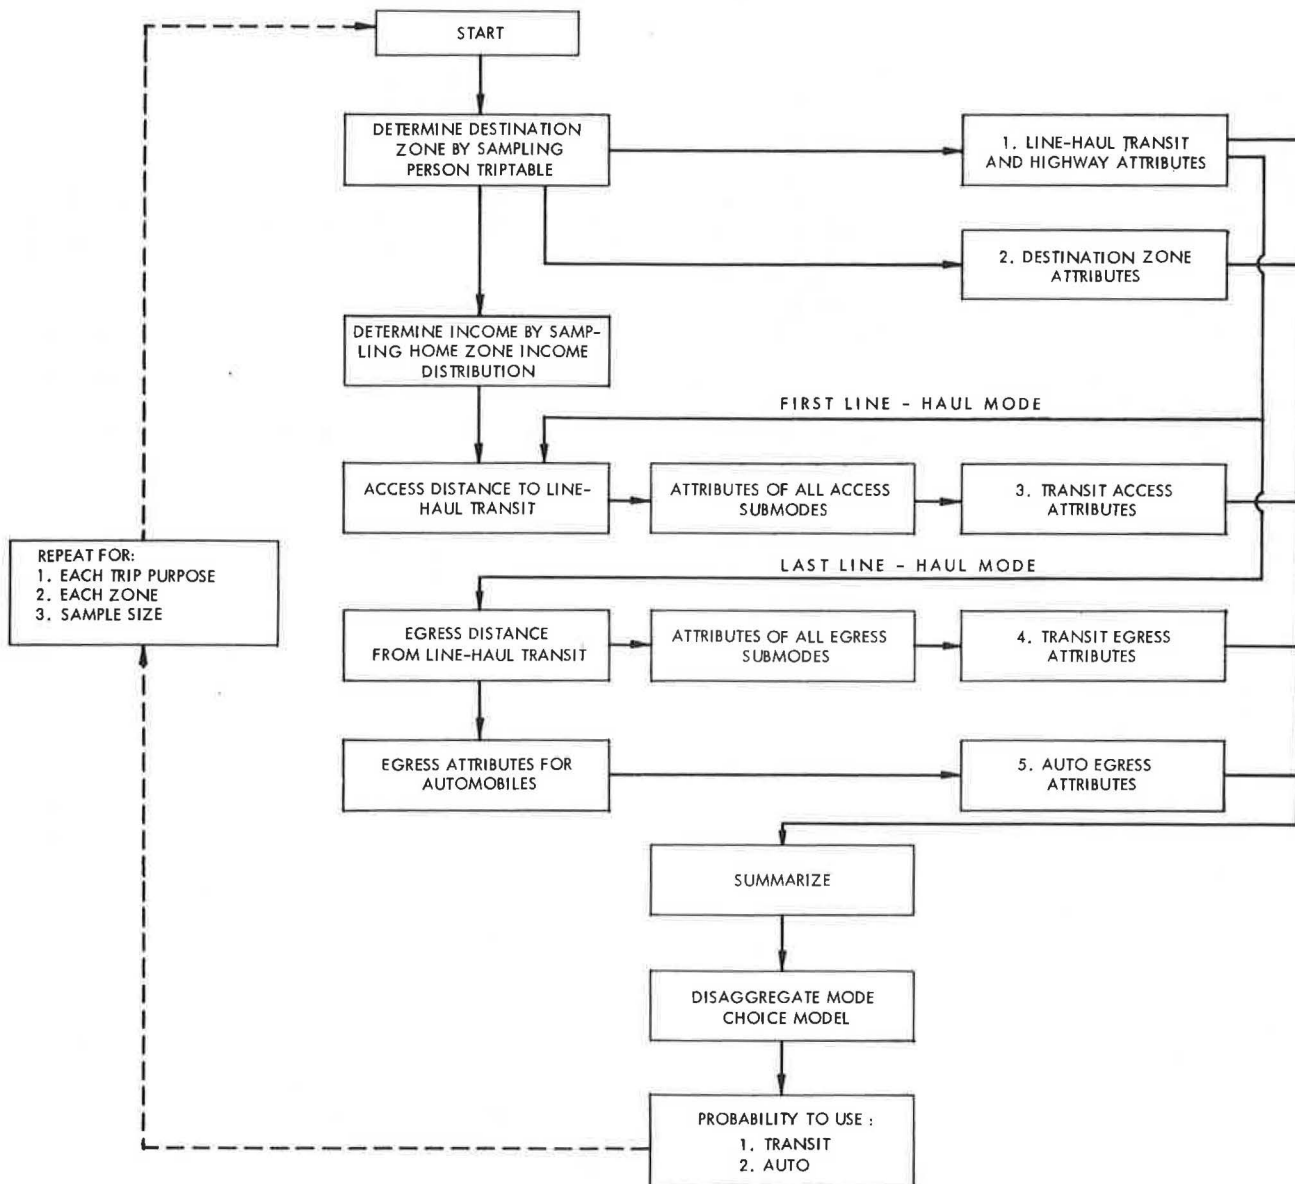 START
DETERMINE DESTINATION
ZONE BY SAMPLING
PERSON TRIPTABLE
1. LINE-HAUL TRANSIT
AND HIGHWAY ATTRIBUTES
2. DESTINATION ZONE
ATTRIBUTES
DETERMINE INCOME BY SAMP-
LING HOME ZONE INCOME
DISTRIBUTION
FIRST LINE - HAUL MODE
ACCESS DISTANCE TO LINE-
HAUL TRANSIT
ATTRIBUTES OF ALL ACCESS
SUBMODES
3. TRANSIT ACCESS
ATTRIBUTES
REPEAT FOR:
1. EACH TRIP PURPOSE
2. EACH ZONE
3. SAMPLE SIZE
LAST LINE - HAUL MODE
EGRESS DISTANCE
FROM LINE-HAUL TRANSIT
ATTRIBUTES OF ALL EGRESS
SUBMODES
4. TRANSIT EGRESS
ATTRIBUTES
EGRESS ATTRIBUTES FOR
AUTOMOBILES
5. AUTO EGRESS
ATTRIBUTES
SUMMARIZE
DISAGGREGATE MODE
CHOICE MODEL
PROBABILITY TO USE :
1. TRANSIT
2. AUTO